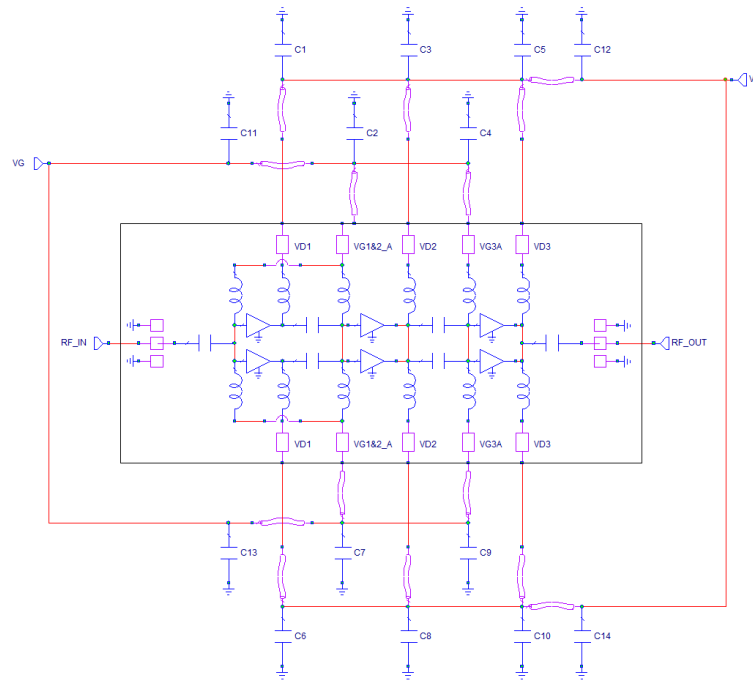 C1 C3 C5 C12
V
C11 C2 C4
VG
VD1 VG1&2_A VD2 VG3A VD3
RF_IN RF_OUT
VD1 VG1&2_A VD2 VG3A VD3
C13 C7 C9
C6 C8 C10 C14